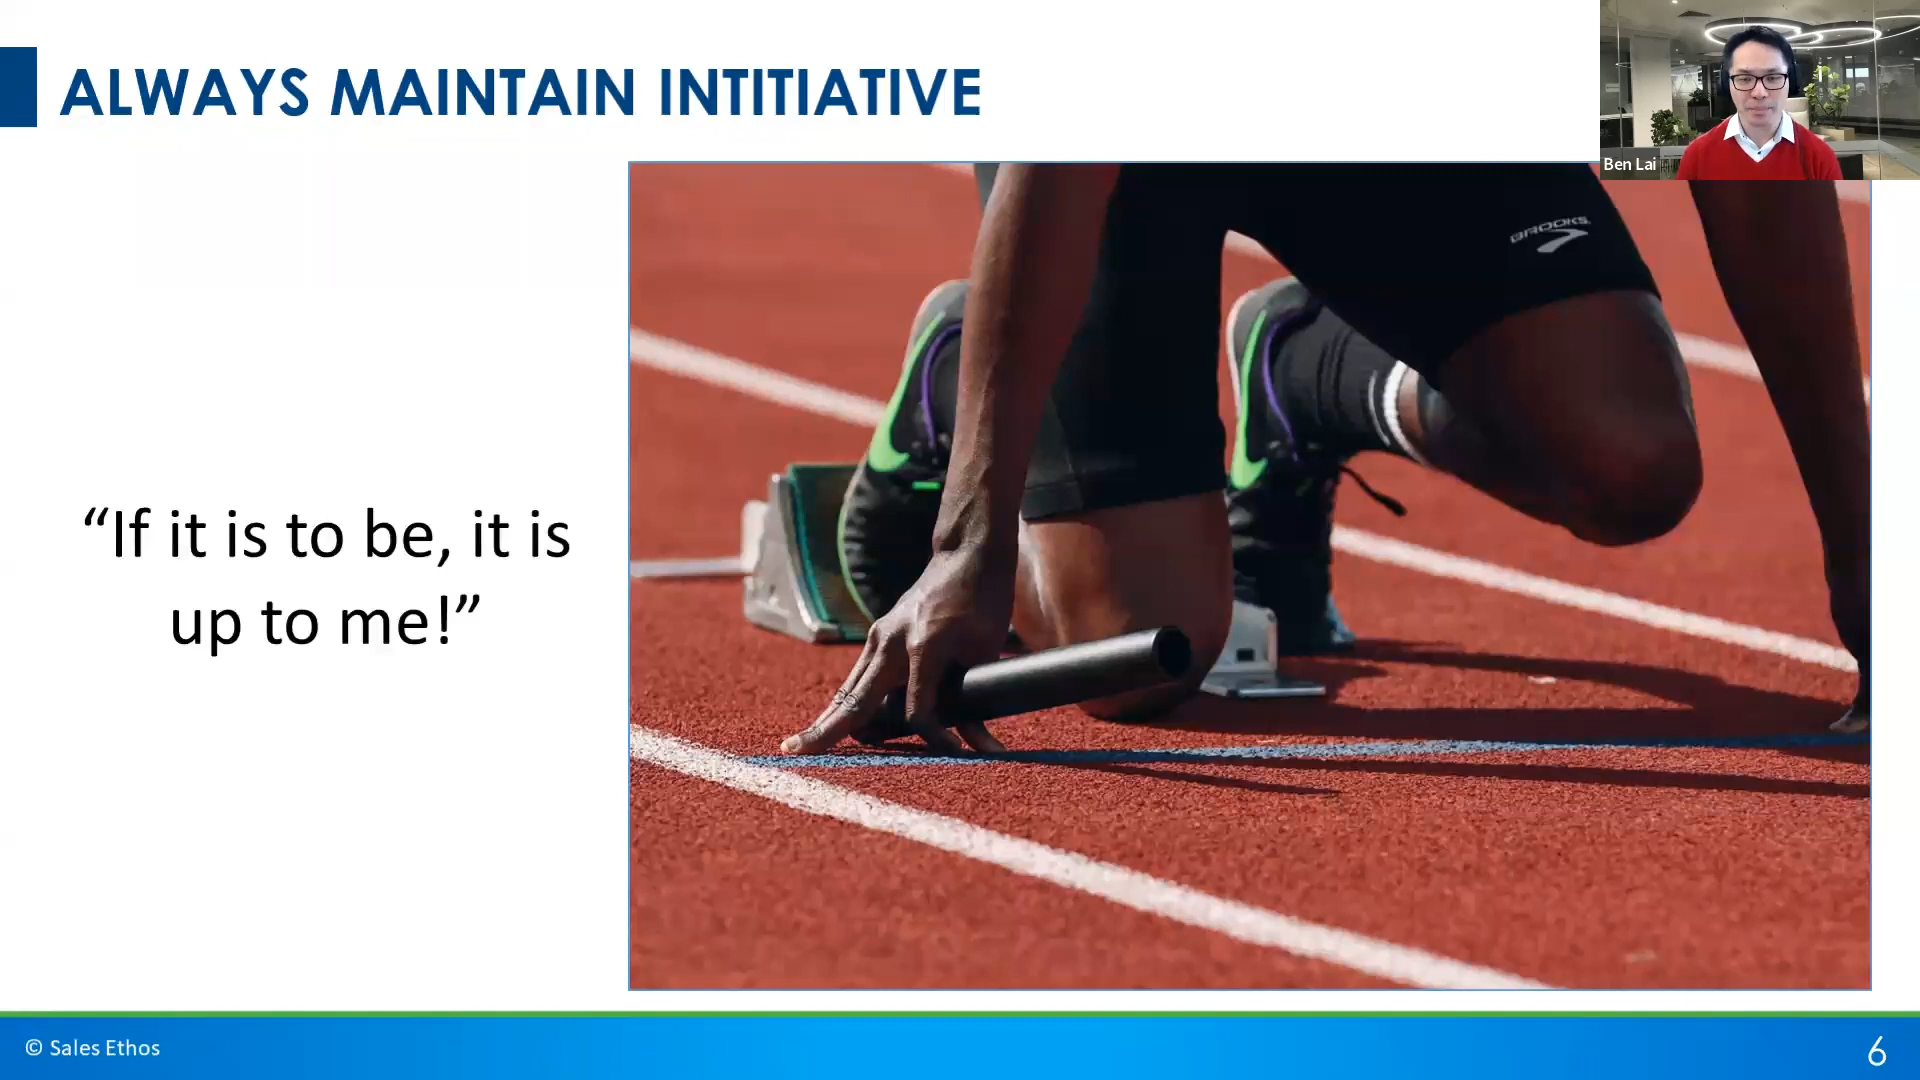 ALWAYS MAINTAIN INTITIATIVE
Ben Lai
BROOKS
“If it is to be, it is
up to me!”
© Sales Ethos
6